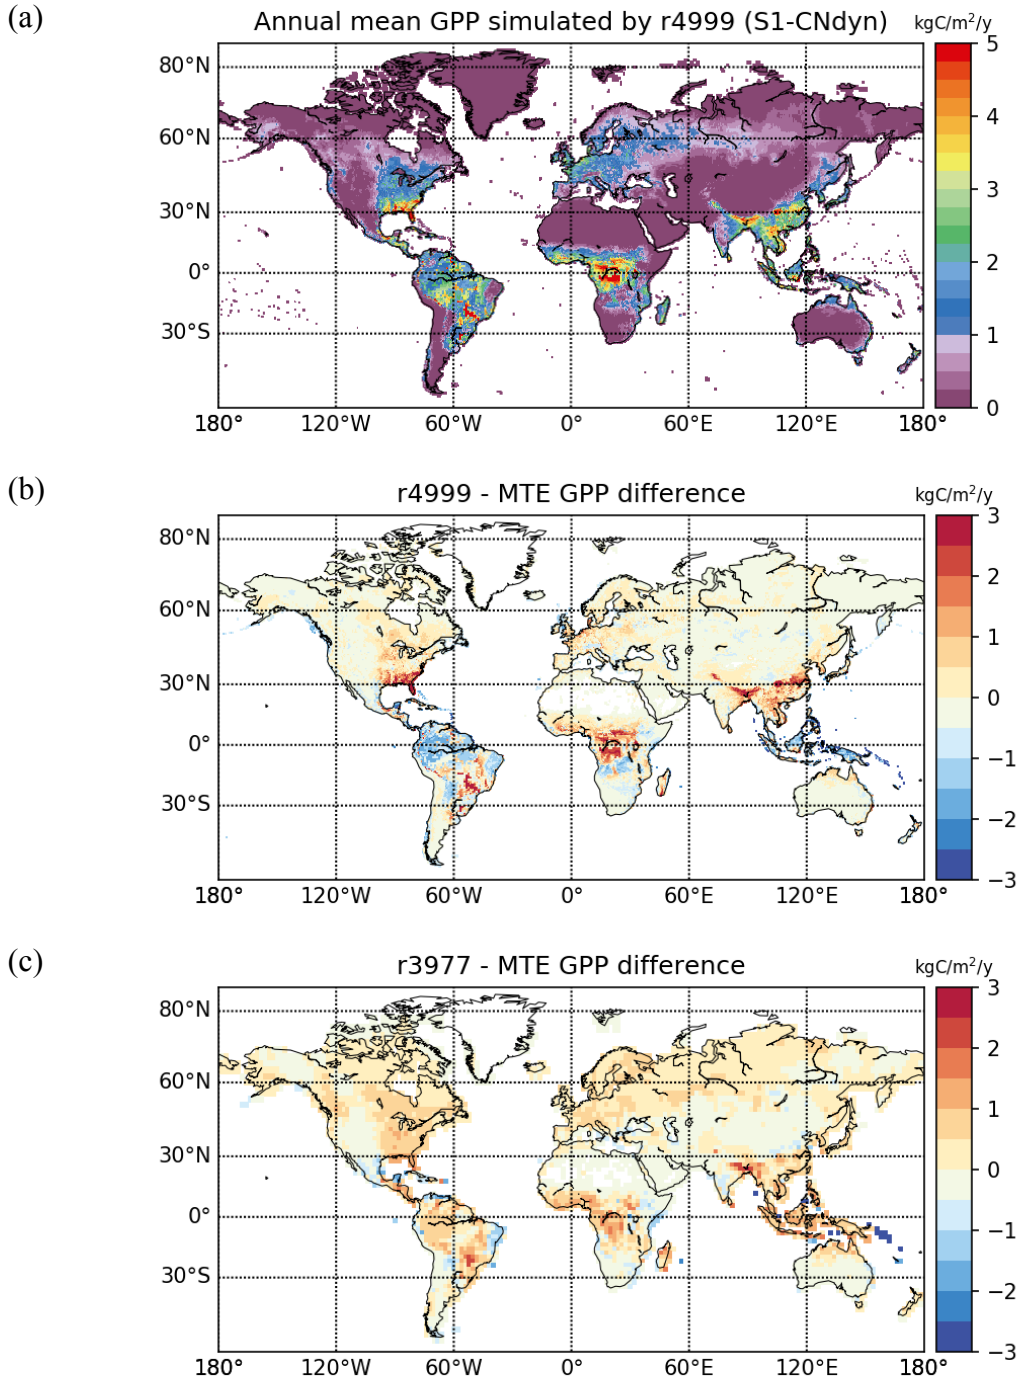 (a)
Annual mean GPP simulated by r4999 (S1-CNdyn) kgC/m²/y
80°N
60°N
30°N
0°
30°S
180° 120°W 60°W 0° 60°E 120°E 180°
5
4
3
2
1
0
(b)
r4999 - MTE GPP difference kgC/m²/y
80°N
60°N
30°N
0°
30°S
180° 120°W 60°W 0° 60°E 120°E 180°
3
2
1
0
−1
−2
−3
(c)
r3977 - MTE GPP difference kgC/m²/y
80°N
60°N
30°N
0°
30°S
180° 120°W 60°W 0° 60°E 120°E 180°
3
2
1
0
−1
−2
−3